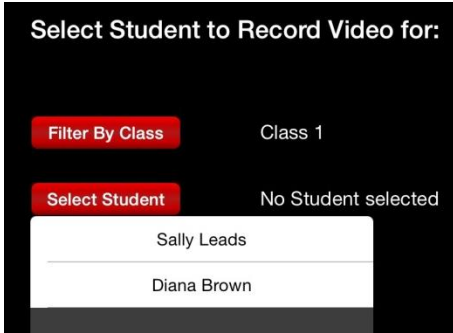 Select Student to Record Video for:
Filter By Class Class 1
Select Student No Student selected
Sally Leads
Diana Brown